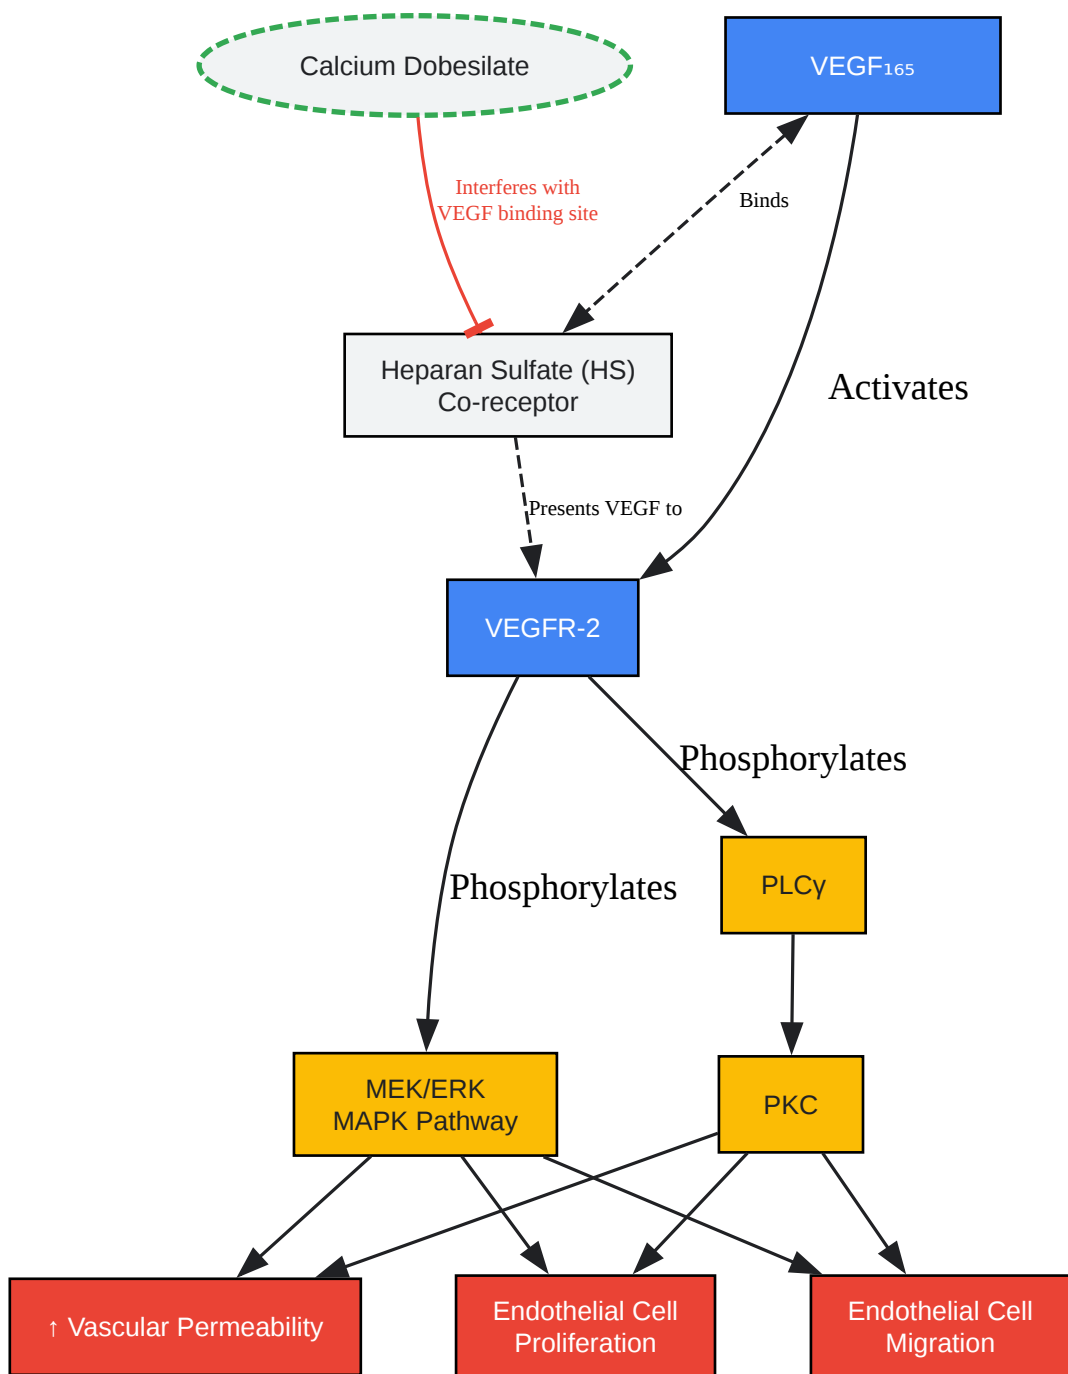 Calcium Dobesilate
VEGF₁₆₅
Interferes with
VEGF binding site
Binds
Heparan Sulfate (HS)
Co-receptor
Activates
Presents VEGF to
VEGFR-2
Phosphorylates
PLCγ
Phosphorylates
MEK/ERK
MAPK Pathway
PKC
↑ Vascular Permeability
Endothelial Cell
Proliferation
Endothelial Cell
Migration